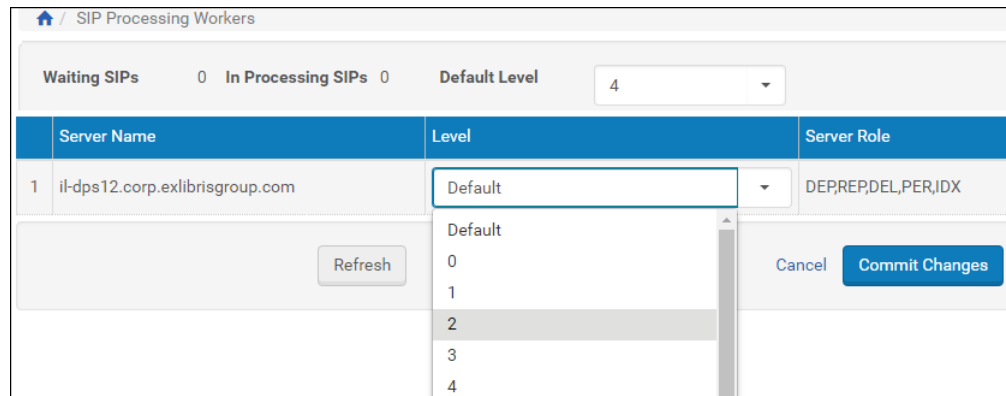 / SIP Processing Workers
Waiting SIPs 0 In Processing SIPs 0 Default Level 4
Server Name Level Server Role
1 il-dps12.corp.exlibrisgroup.com Default DEP,REP,DEL,PER,IDX
Default
Refresh 0 Cancel Commit Changes
1
2
3
4